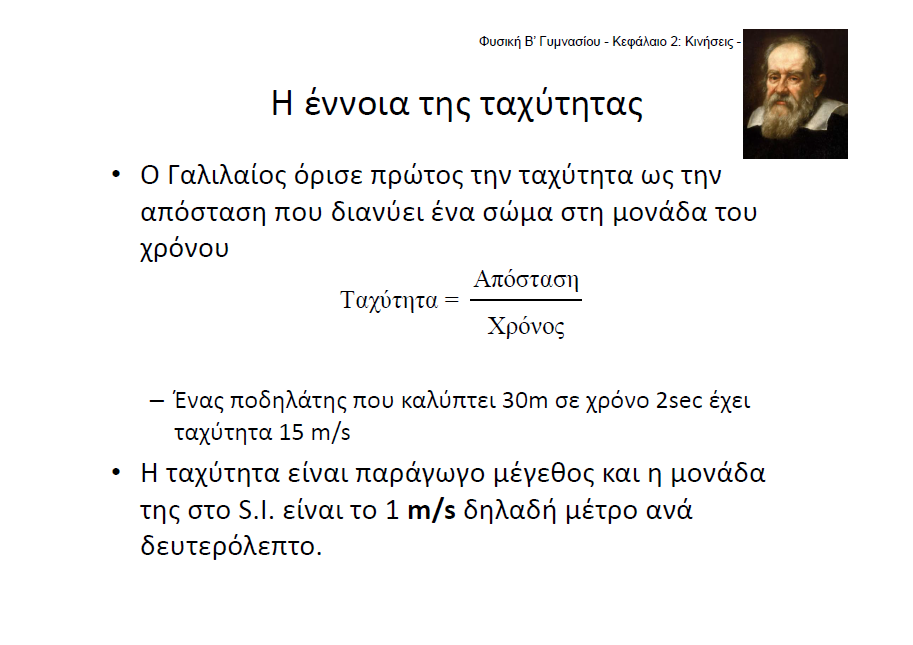 Φυσική Β’ Γυμνασίου - Κεφάλαιο 2: Κινήσεις -
Η έννοια της ταχύτητας
• Ο Γαλιλαίος όρισε πρώτος την ταχύτητα ως την
απόσταση που διανύει ένα σώμα στη μονάδα του
χρόνου
Ταχύτητα = Απόσταση
Χρόνος
– Ένας ποδηλάτης που καλύπτει 30m σε χρόνο 2sec έχει
ταχύτητα 15 m/s
• Η ταχύτητα είναι παράγωγο μέγεθος και η μονάδα
της στο S.I. είναι το 1 m/s δηλαδή μέτρο ανά
δευτερόλεπτο.